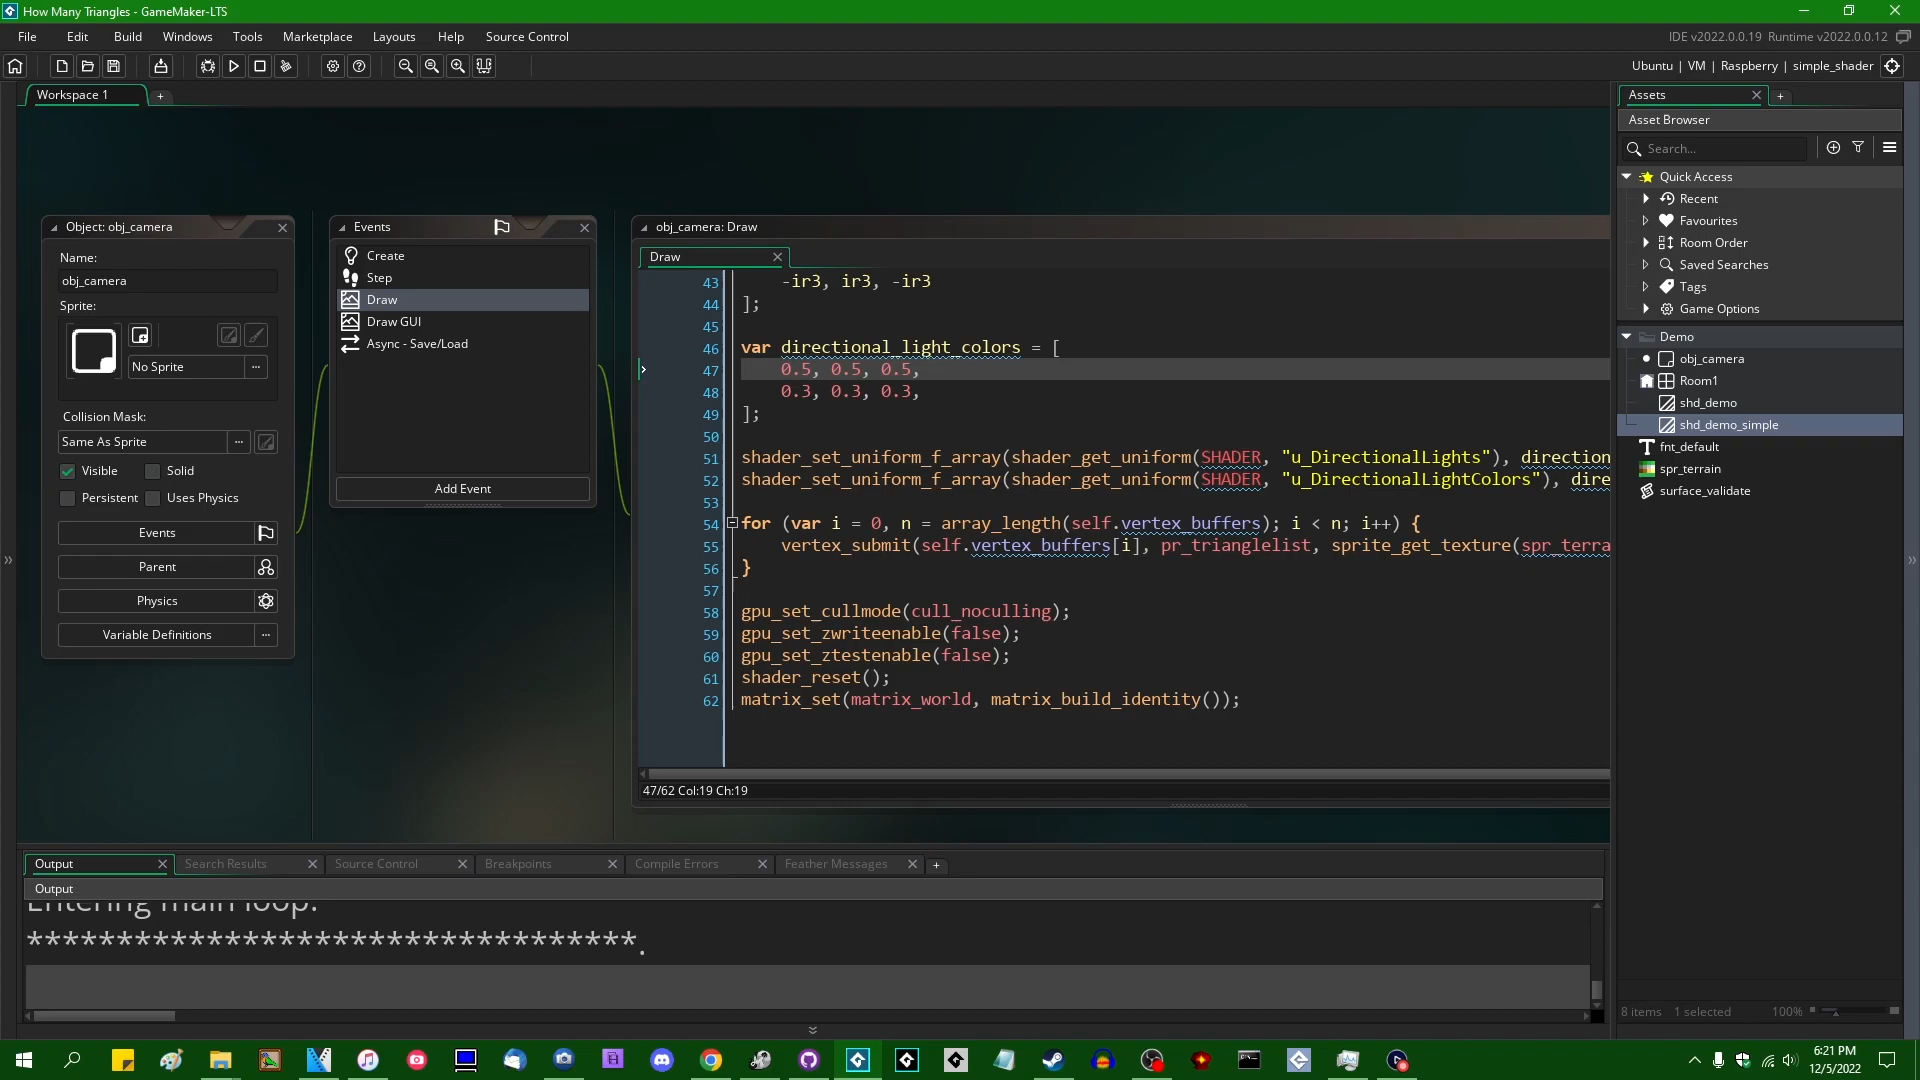 How Many Triangles - GameMaker-LTS
File Edit Build Windows Tools Marketplace Layouts Help Source Control
IDE v2022.0.0.19 Runtime v2022.0.0.12
Ubuntu | VM | Raspberry | simple_shader
Workspace 1
Object: obj_camera
Name:
obj_camera
Sprite:
No Sprite
Collision Mask:
Same As Sprite
Visible Solid
Persistent Uses Physics
Events
Parent
Physics
Variable Definitions
Events
Create
Step
Draw
Draw GUI
Async - Save/Load
Add Event
obj_camera: Draw
Draw
43 -ir3, ir3, -ir3
44 ];
45
46 var directional_light_colors = [
47 0.5, 0.5, 0.5,
48 0.3, 0.3, 0.3,
49 ];
50
51 shader_set_uniform_f_array(shader_get_uniform(SHADER, "u_DirectionalLights"), direction
52 shader_set_uniform_f_array(shader_get_uniform(SHADER, "u_DirectionalLightColors"), dire
53
54 for (var i = 0, n = array_length(self.vertex_buffers); i < n; i++) {
55 vertex_submit(self.vertex_buffers[i], pr_trianglelist, sprite_get_texture(spr_terra
56 }
57
58 gpu_set_cullmode(cull_noculling);
59 gpu_set_zwriteenable(false);
60 gpu_set_ztestenable(false);
61 shader_reset();
62 matrix_set(matrix_world, matrix_build_identity());
47/62 Col:19 Ch:19
Output Search Results Source Control Breakpoints Compile Errors Feather Messages
Output
Entering main loop.
**********************************.
Assets
Asset Browser
Search...
Quick Access
Recent
Favourites
Room Order
Saved Searches
Tags
Game Options
Demo
obj_camera
Room1
shd_demo
shd_demo_simple
fnt_default
spr_terrain
surface_validate
8 items 1 selected 100%
6:21 PM
12/5/2022